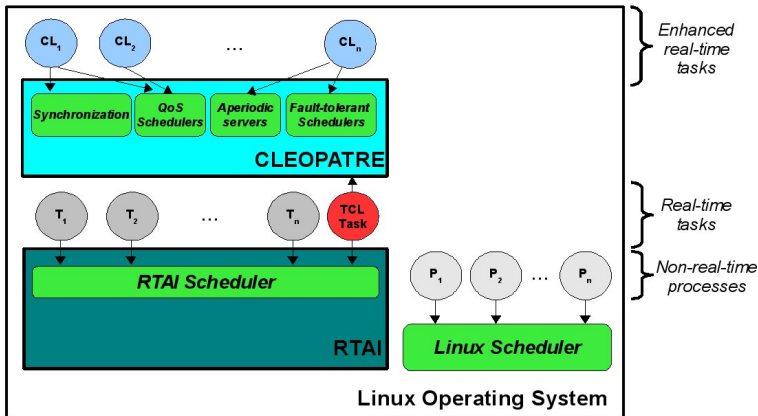 CL1
CL2
...
CLn
Enhanced
real-time
tasks
Synchronization
QoS
Schedulers
Aperiodic
servers
Fault-tolerant
Schedulers
CLEOPATRE
T1
T2
...
Tn
TCL
Task
Real-time
tasks
RTAI Scheduler
RTAI
P1
P2
...
Pn
Non-real-time
processes
Linux Scheduler
Linux Operating System